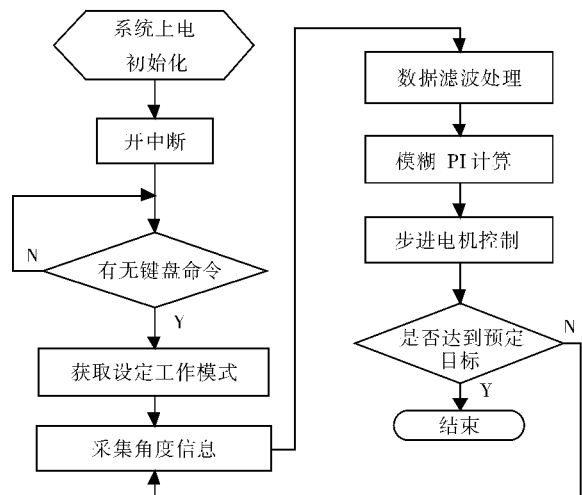 系统上电
初始化
开中断
有无键盘命令
N
Y
获取设定工作模式
采集角度信息
数据滤波处理
模糊 PI 计算
步进电机控制
是否达到预定
目标
N
Y
结束